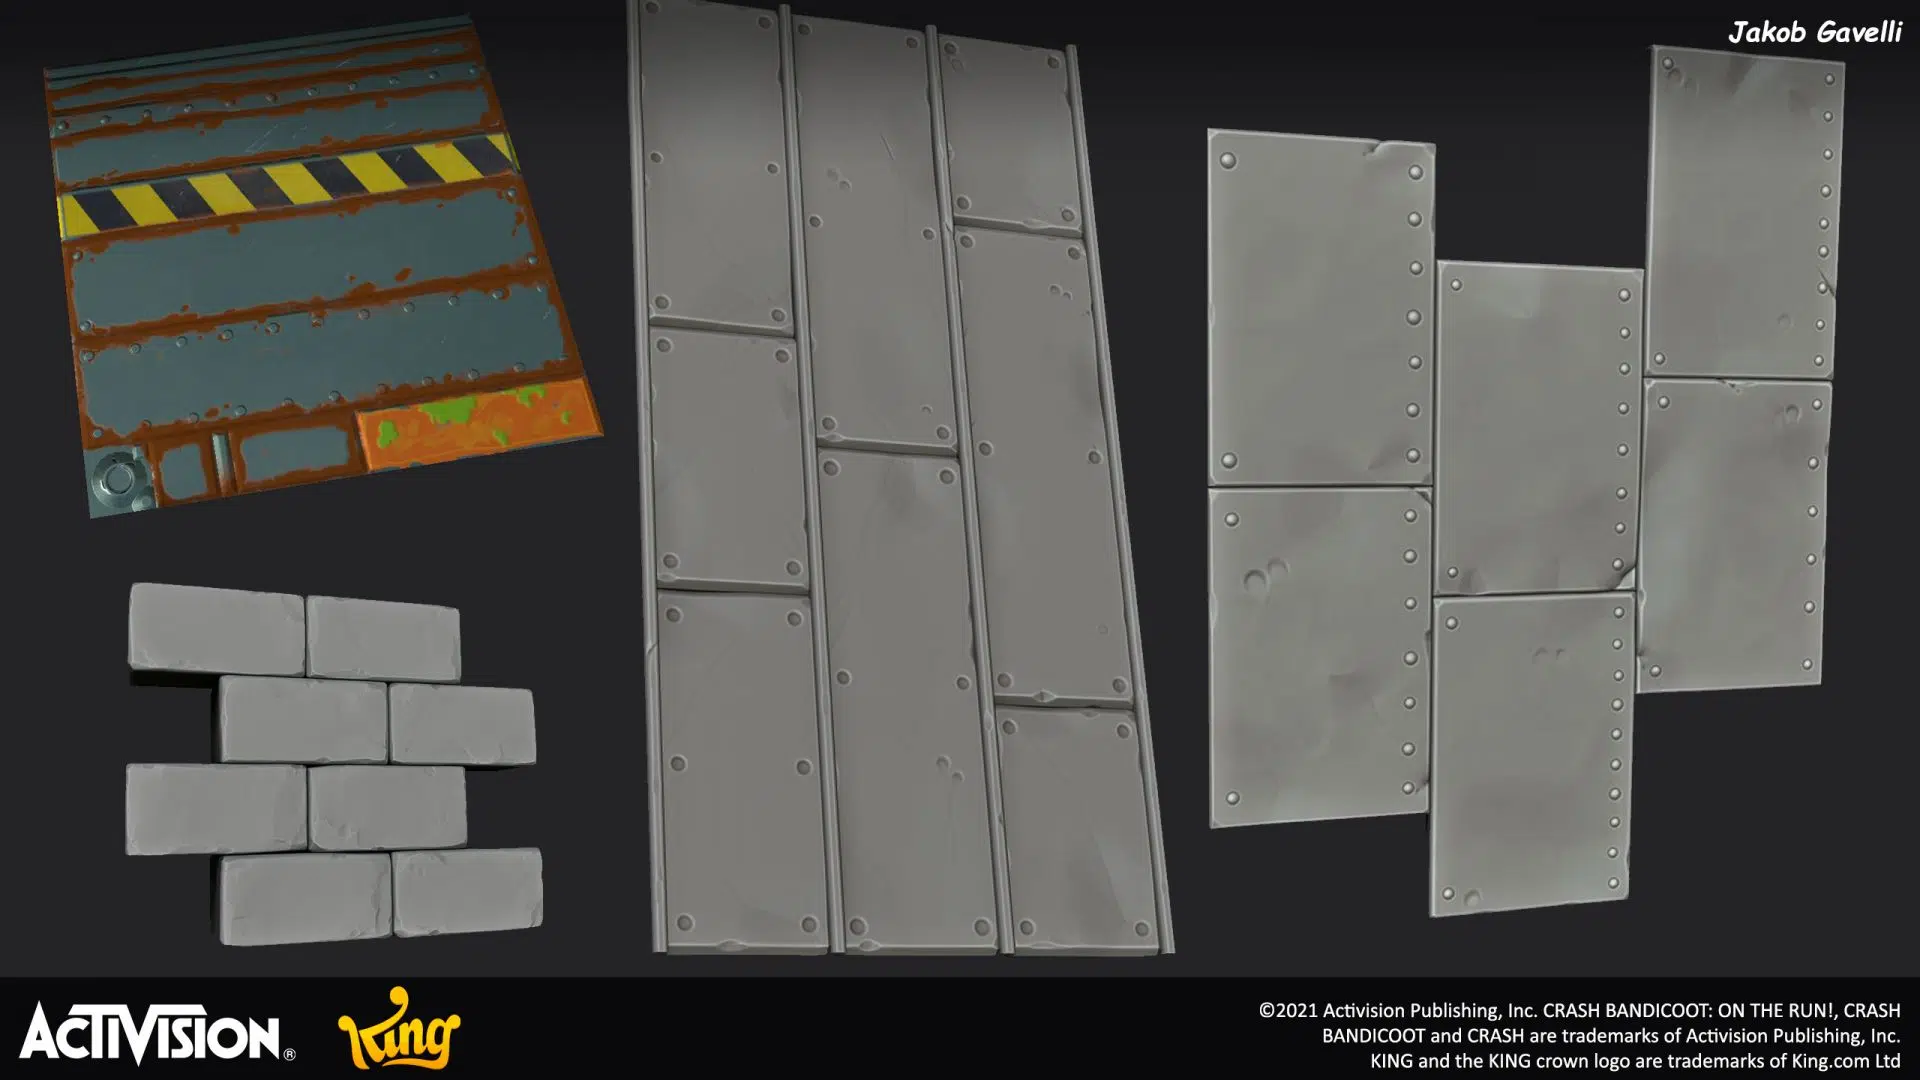 Jakob Gavelli
ACTIVISION®
King
©2021 Activision Publishing, Inc. CRASH BANDICOOT: ON THE RUN!, CRASH
BANDICOOT and CRASH are trademarks of Activision Publishing, Inc.
KING and the KING crown logo are trademarks of King.com Ltd